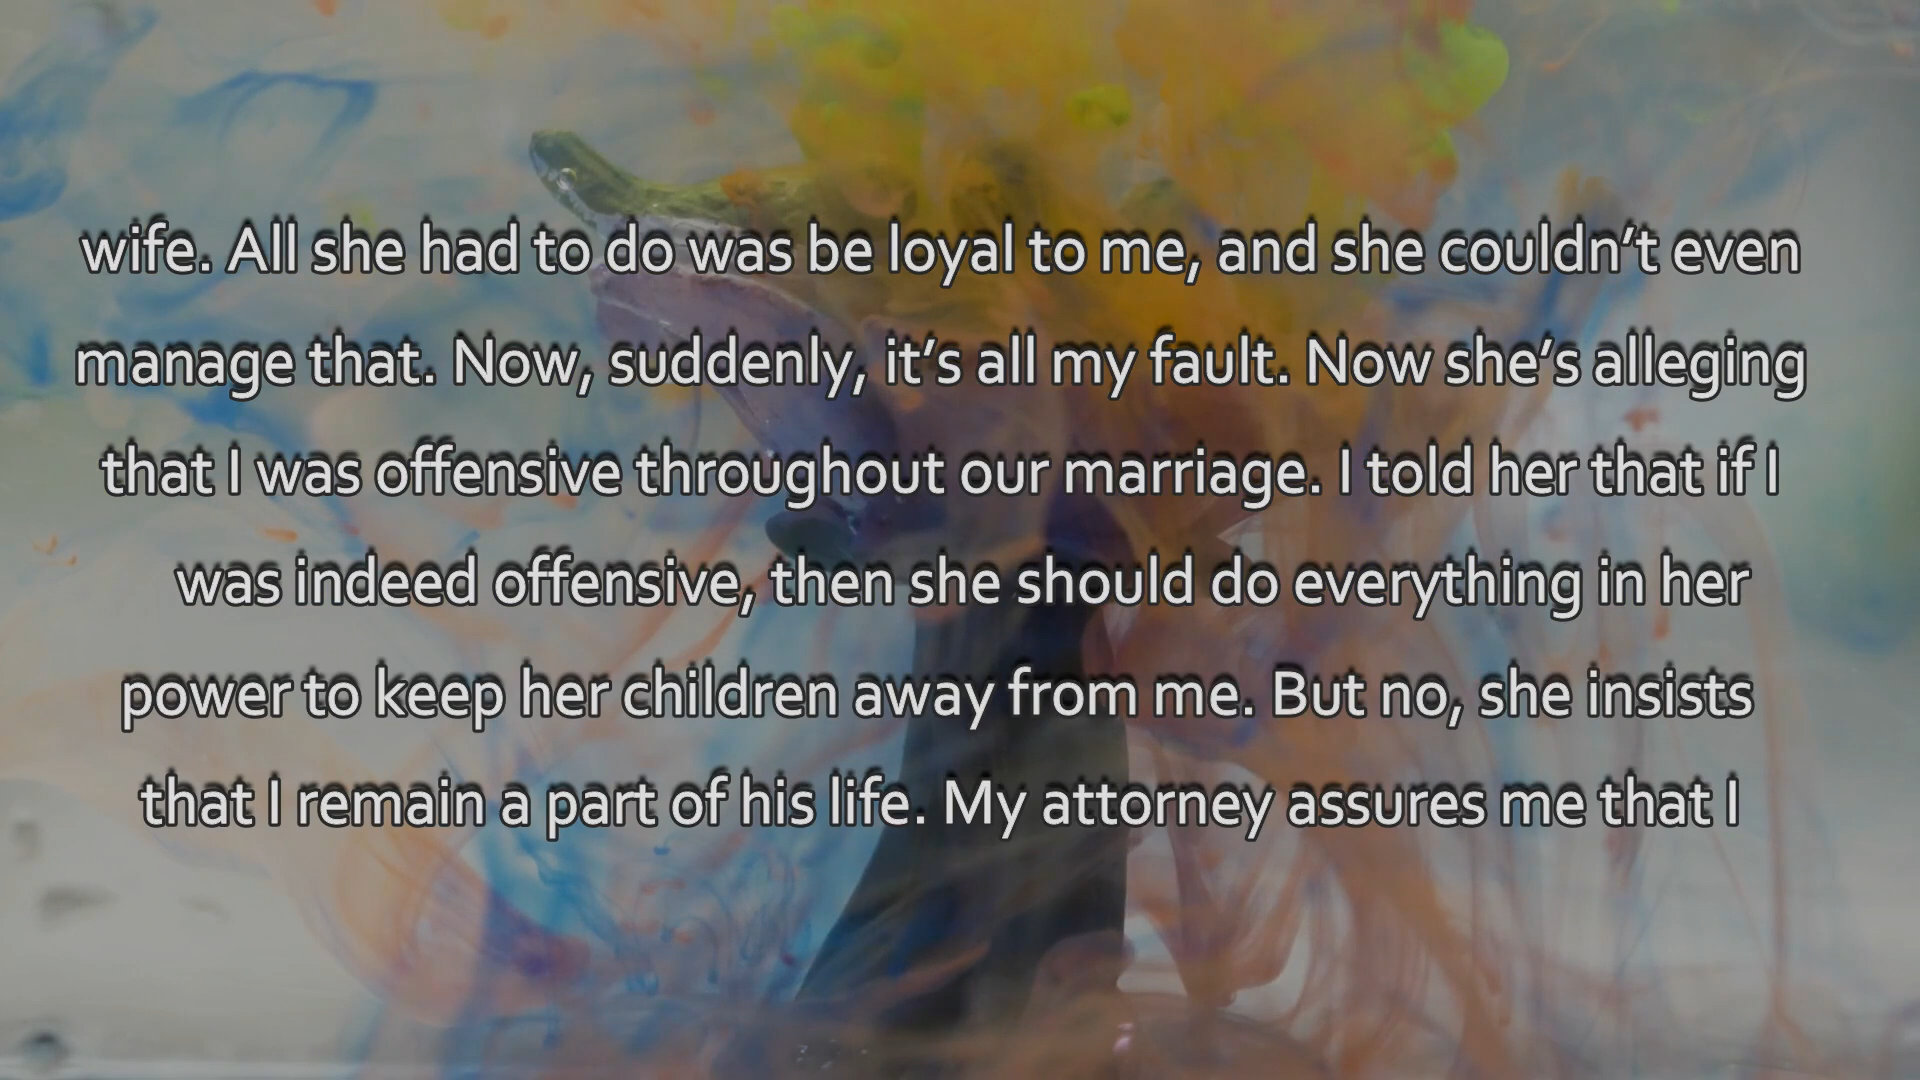 wife. All she had to do was be loyal to me, and she couldn’t even
manage that. Now, suddenly, it’s all my fault. Now she’s alleging
that I was offensive throughout our marriage. I told her that if I
was indeed offensive, then she should do everything in her
power to keep her children away from me. But no, she insists
that I remain a part of his life. My attorney assures me that I